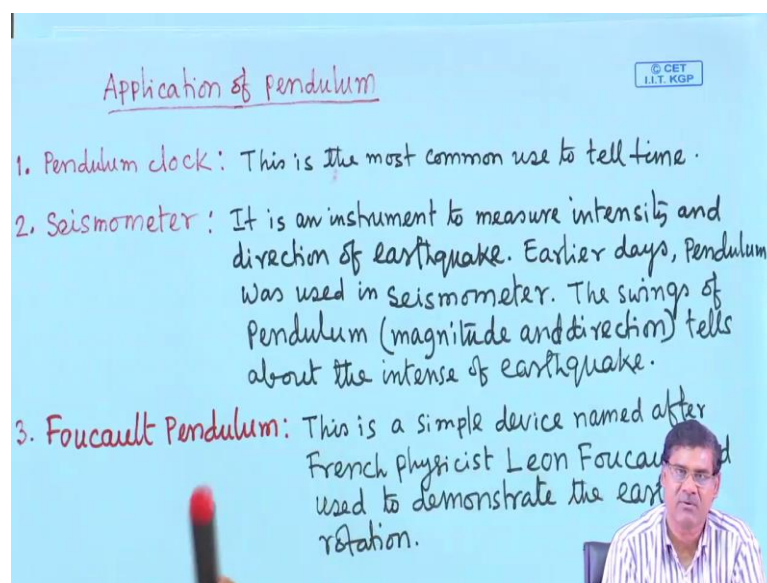 Application of pendulum
© CET
I.I.T. KGP
1. Pendulum clock: This is the most common use to tell time.
2. Seismometer: It is an instrument to measure intensity and
direction of earthquake. Earlier days, Pendulum
was used in seismometer. The swings of
Pendulum (magnitude and direction) tells
about the intense of earthquake.
3. Foucault Pendulum: This is a simple device named after
French physicist Leon
used to demonstrate the
rotation.